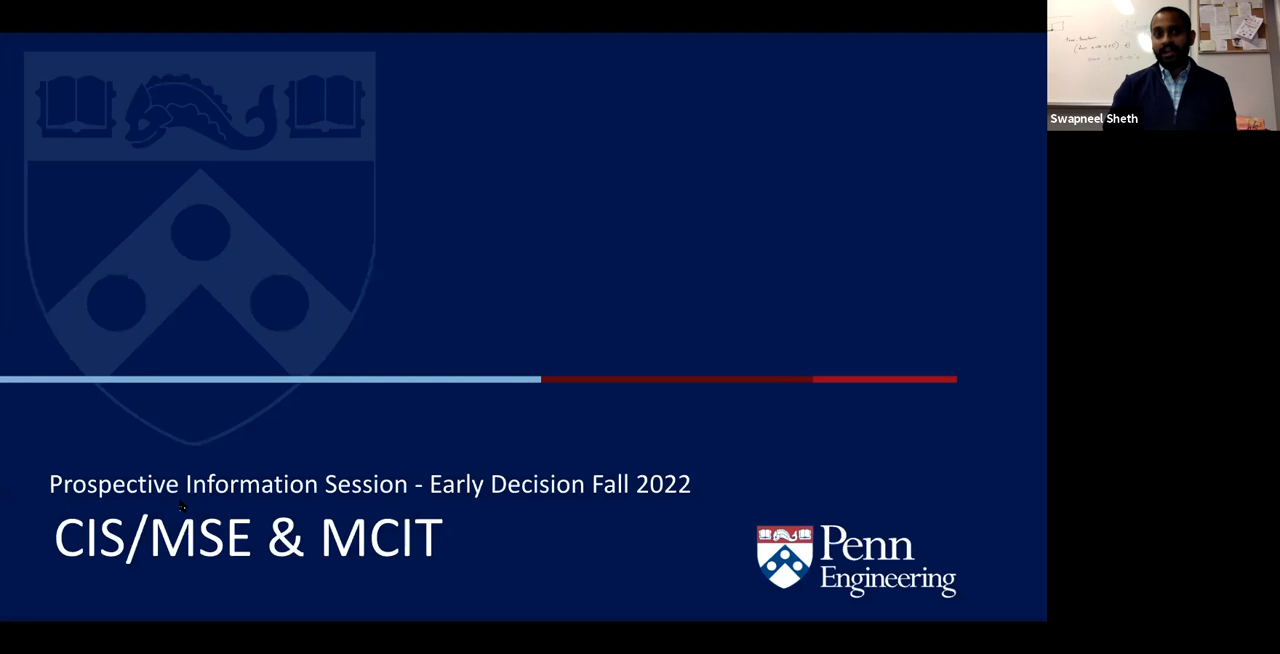 Swapneel Sheth
Prospective Information Session - Early Decision Fall 2022
CIS/MSE & MCIT
Penn
Engineering